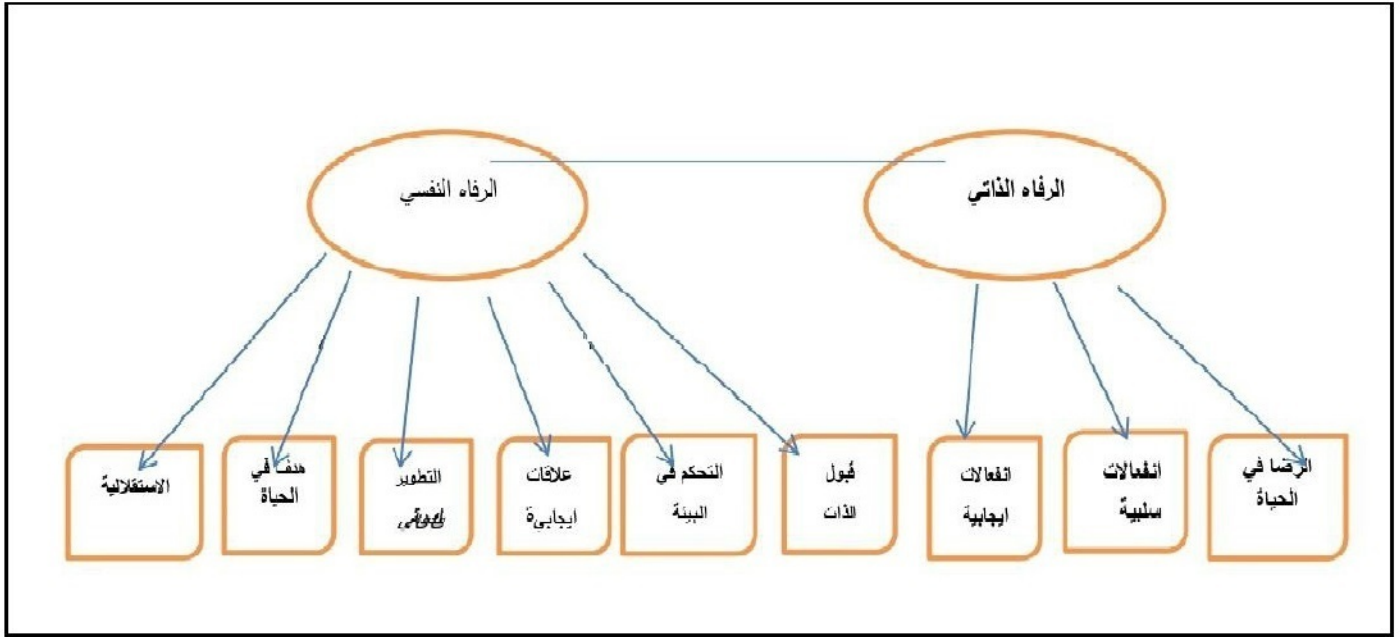 الرفاه الذاتي
الرفاه النفسي
الرضا في
الحياة
انفعالات
سلبية
انفعالات
ايجابية
قبول
الذات
التحكم في
البيئة
علاقات
ايجابية
التطوير
هدف في
الحياة
الاستقلالية